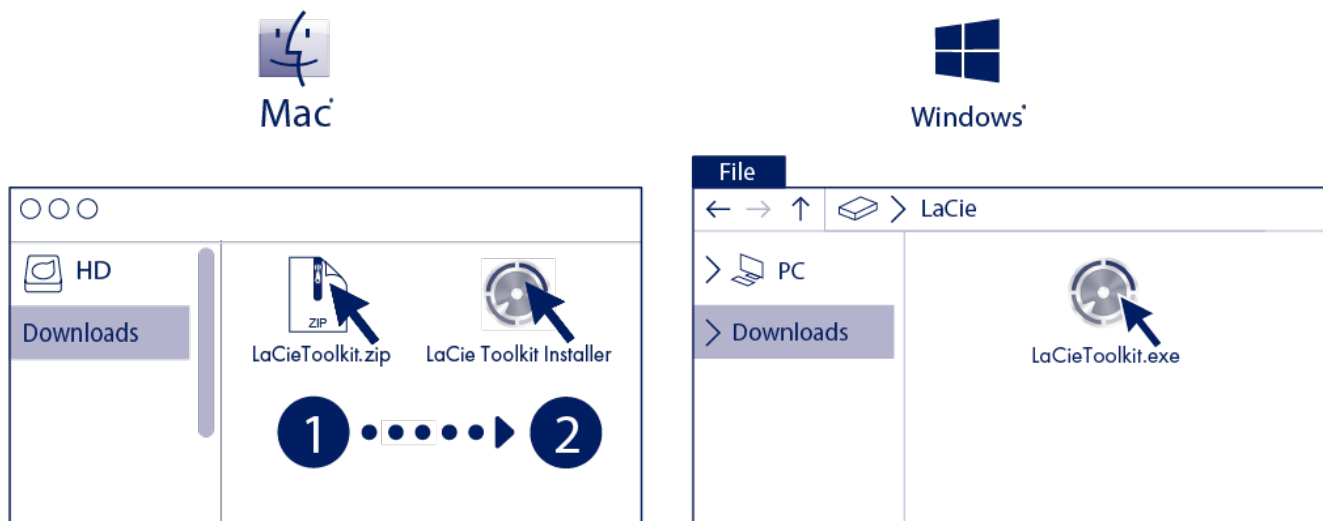 Mac
Windows
HD
Downloads
ZIP
LaCieToolkit.zip
LaCie Toolkit Installer
1
2
File
LaCie
PC
Downloads
LaCieToolkit.exe